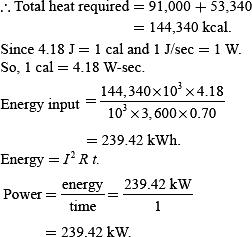 ∴ Total heat required = 91,000 + 53,340
= 144,340 kcal.
Since 4.18 J = 1 cal and 1 J/sec = 1 W.
So, 1 cal = 4.18 W-sec.
Energy input = 144,340×10³×4.18 / 10³×3,600×0.70
= 239.42 kWh.
Energy = I² R t.
Power = energy / time = 239.42 kW / 1
= 239.42 kW.